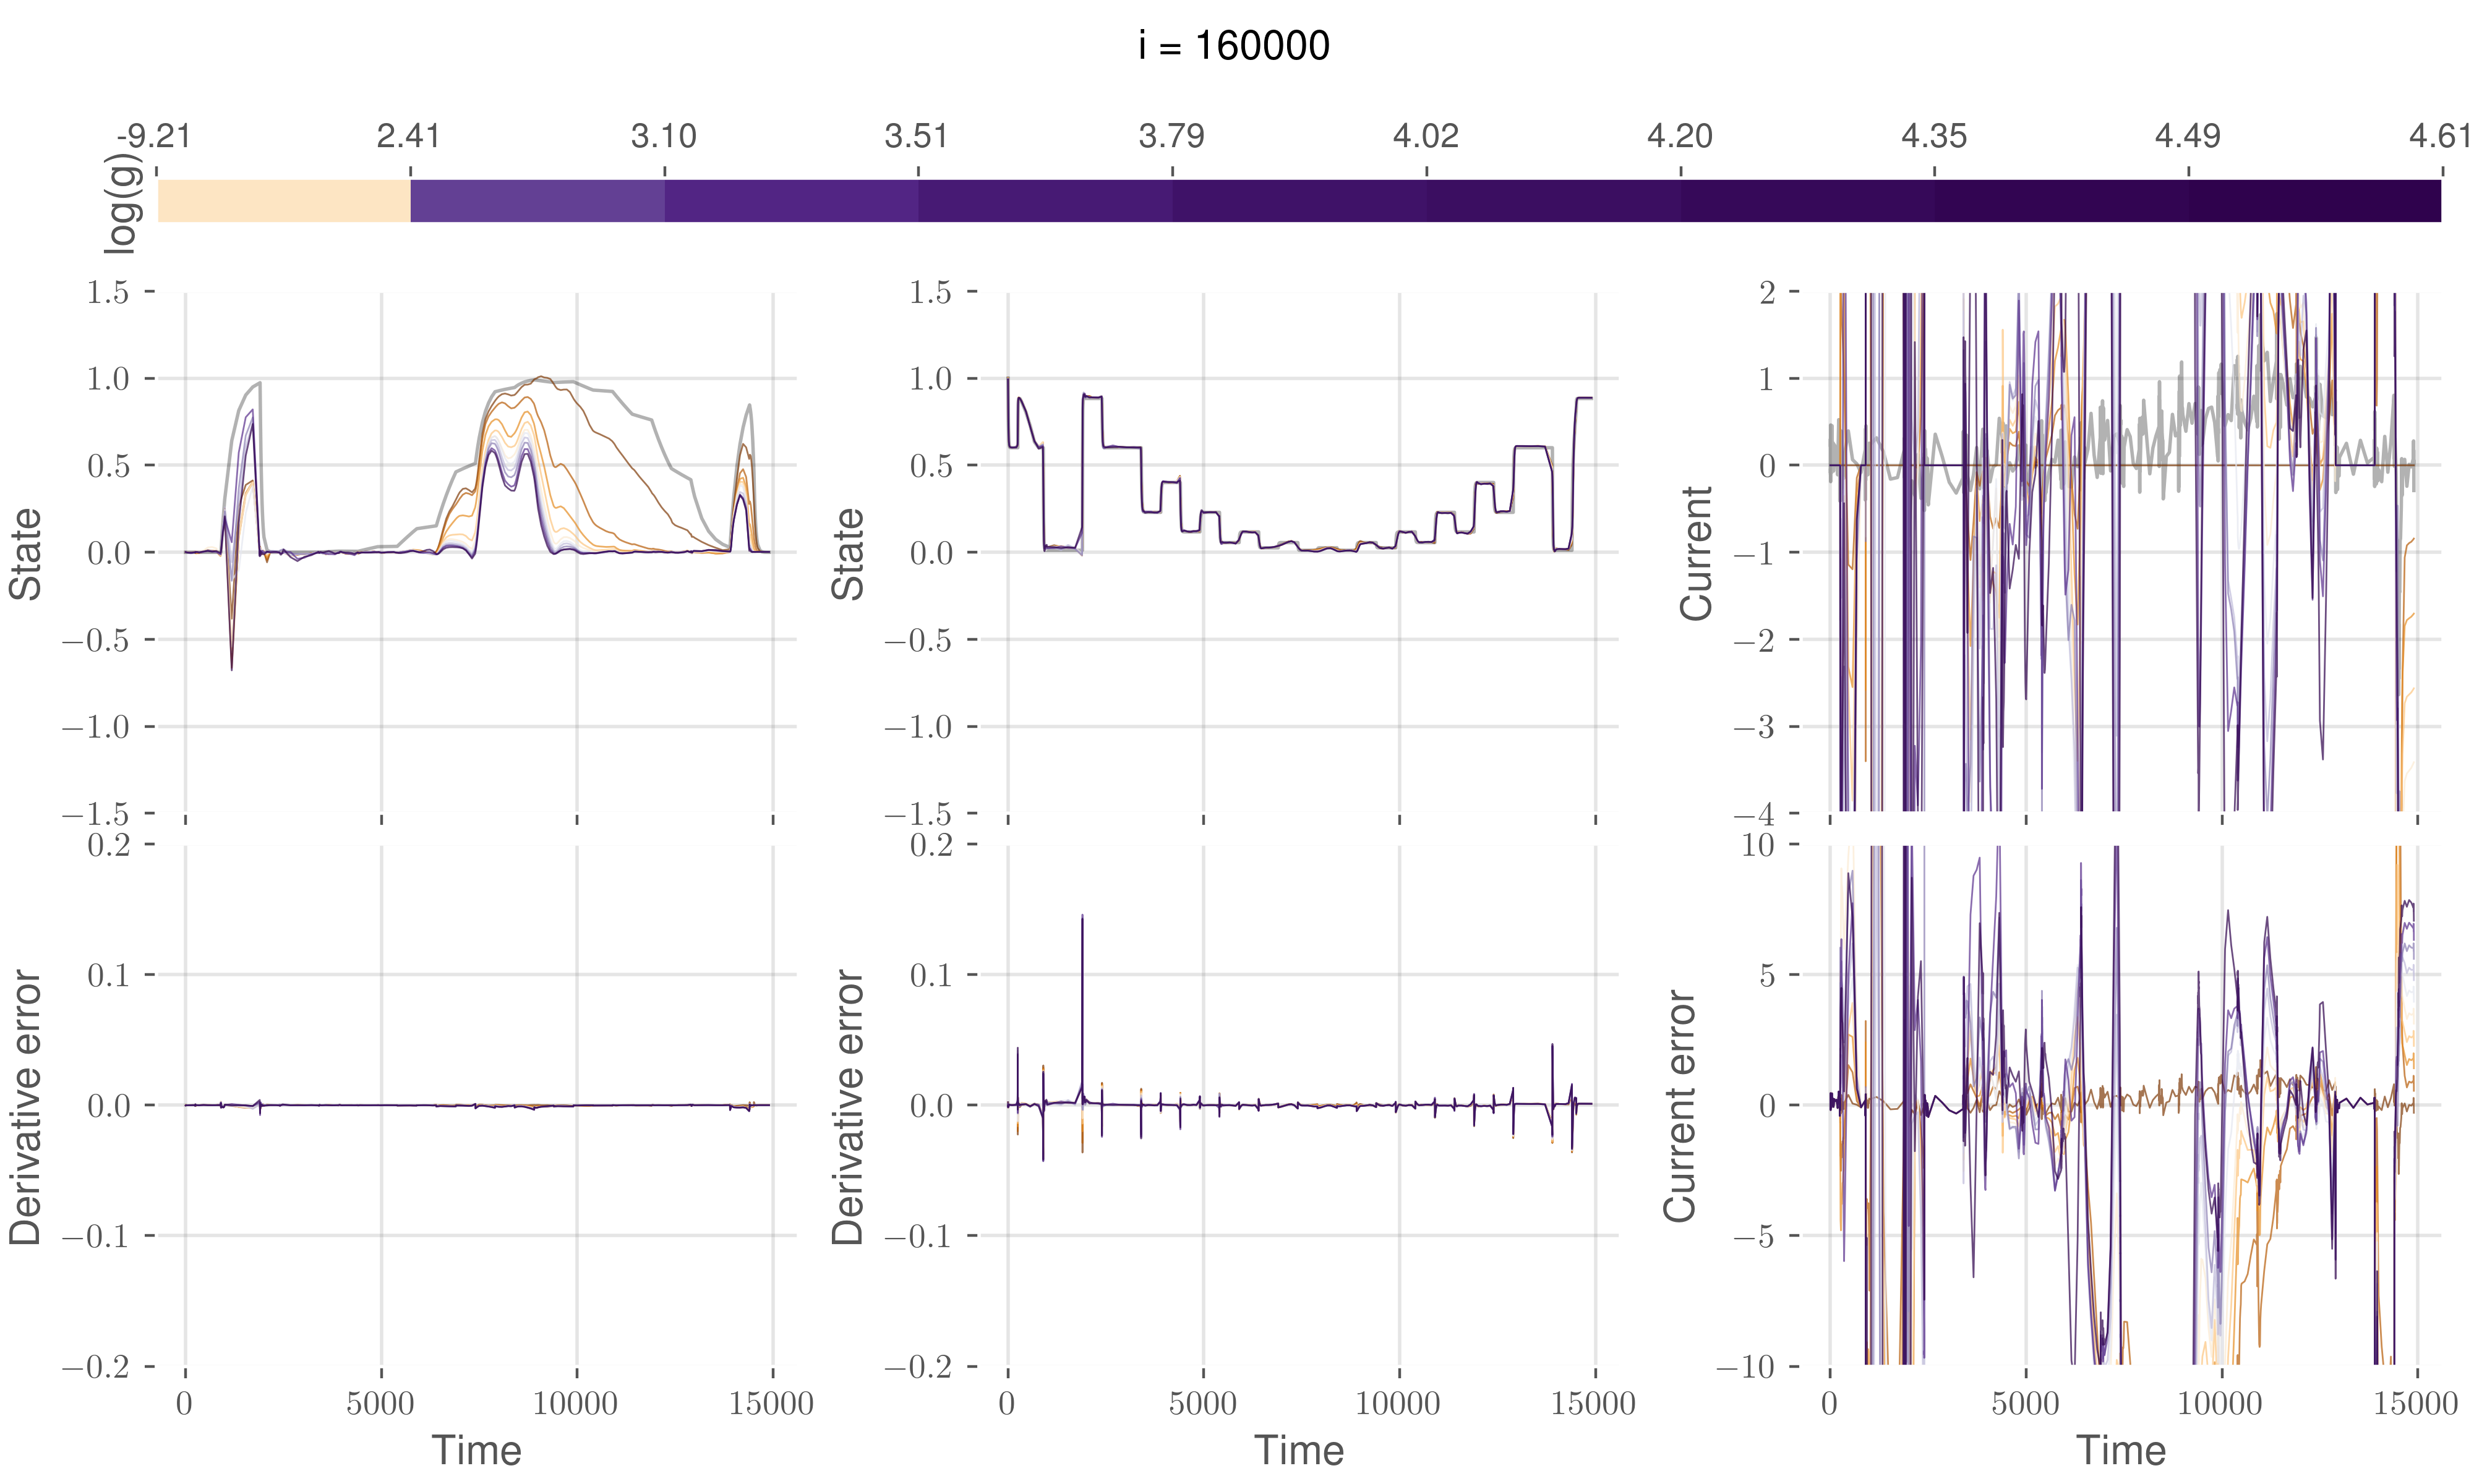 i = 160000
-9.21 2.41 3.10 3.51 3.79 4.02 4.20 4.35 4.49 4.61
log(g)
1.5
1.0
0.5
0.0
−0.5
−1.0
−1.5
State
1.5
1.0
0.5
0.0
−0.5
−1.0
−1.5
State
2
1
0
−1
−2
−3
−4
Current
0.2
0.1
0.0
−0.1
−0.2
Derivative error
0 5000 10000 15000
Time
0.2
0.1
0.0
−0.1
−0.2
Derivative error
0 5000 10000 15000
Time
10
5
0
−5
−10
Current error
0 5000 10000 15000
Time